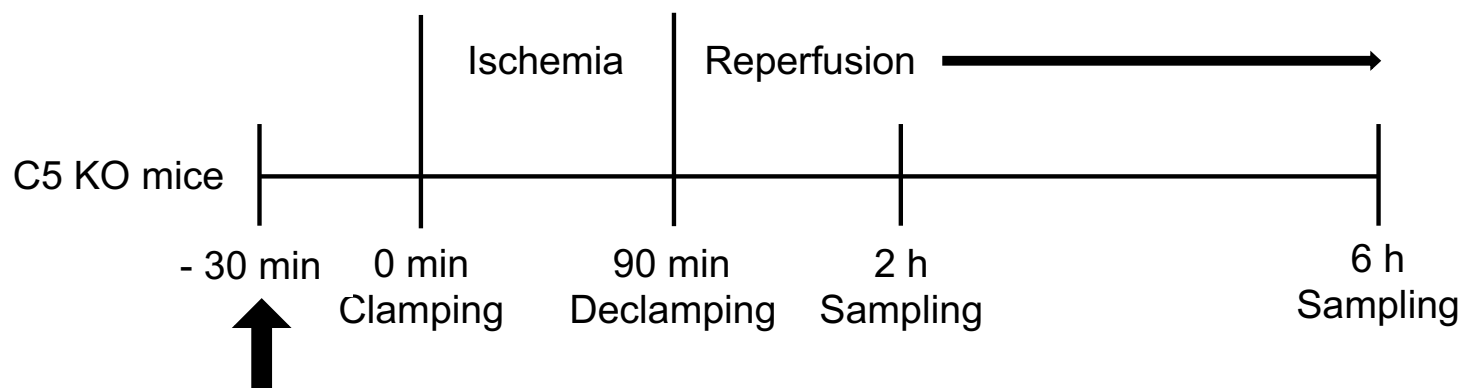 Ischemia
Reperfusion
C5 KO mice
- 30 min
0 min
Clamping
90 min
Declamping
2 h
Sampling
6 h
Sampling